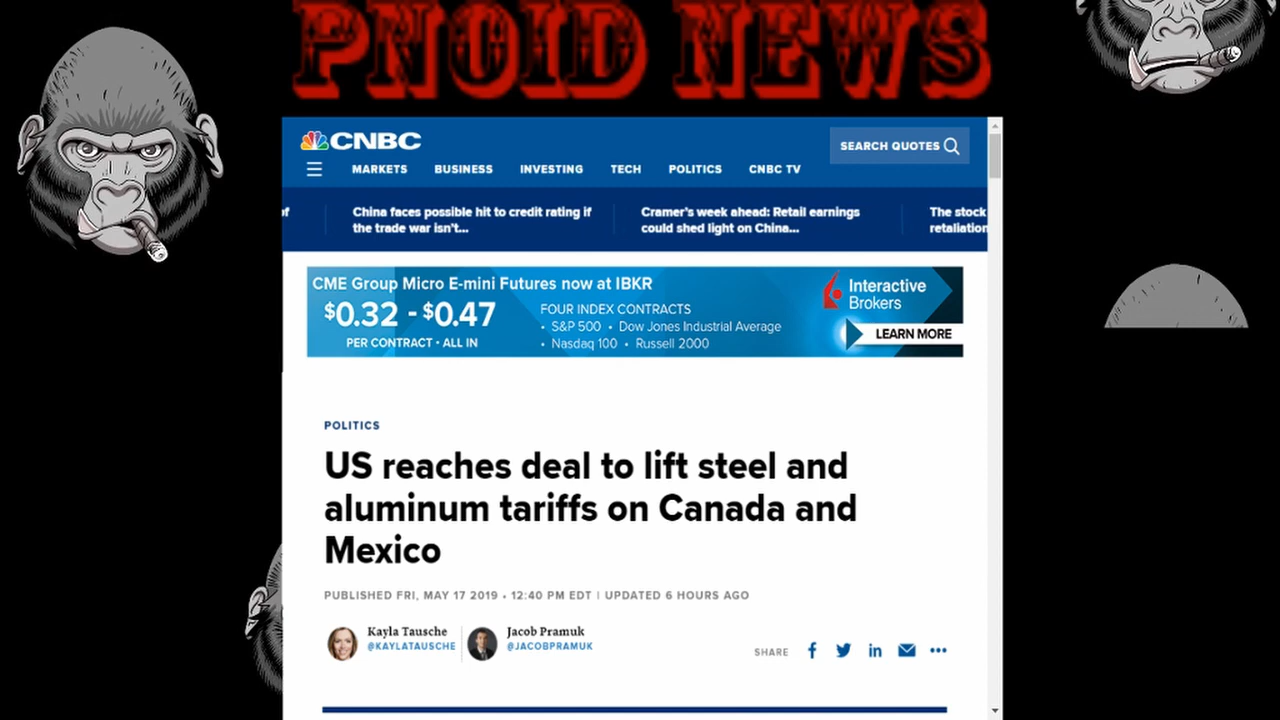 PNOID NEWS
CNBC
SEARCH QUOTES
MARKETS BUSINESS INVESTING TECH POLITICS CNBC TV
of
China faces possible hit to credit rating if
the trade war isn't...
Cramer's week ahead: Retail earnings
could shed light on China...
The stock
retaliation
CME Group Micro E-mini Futures now at IBKR
$0.32 - $0.47
PER CONTRACT • ALL IN
FOUR INDEX CONTRACTS
• S&P 500 • Dow Jones Industrial Average
• Nasdaq 100 • Russell 2000
Interactive
Brokers
LEARN MORE
POLITICS
US reaches deal to lift steel and
aluminum tariffs on Canada and
Mexico
PUBLISHED FRI, MAY 17 2019 • 12:40 PM EDT | UPDATED 6 HOURS AGO
Kayla Tausche
@KAYLATAUSCHE
Jacob Pramuk
@JACOBPRAMUK
SHARE